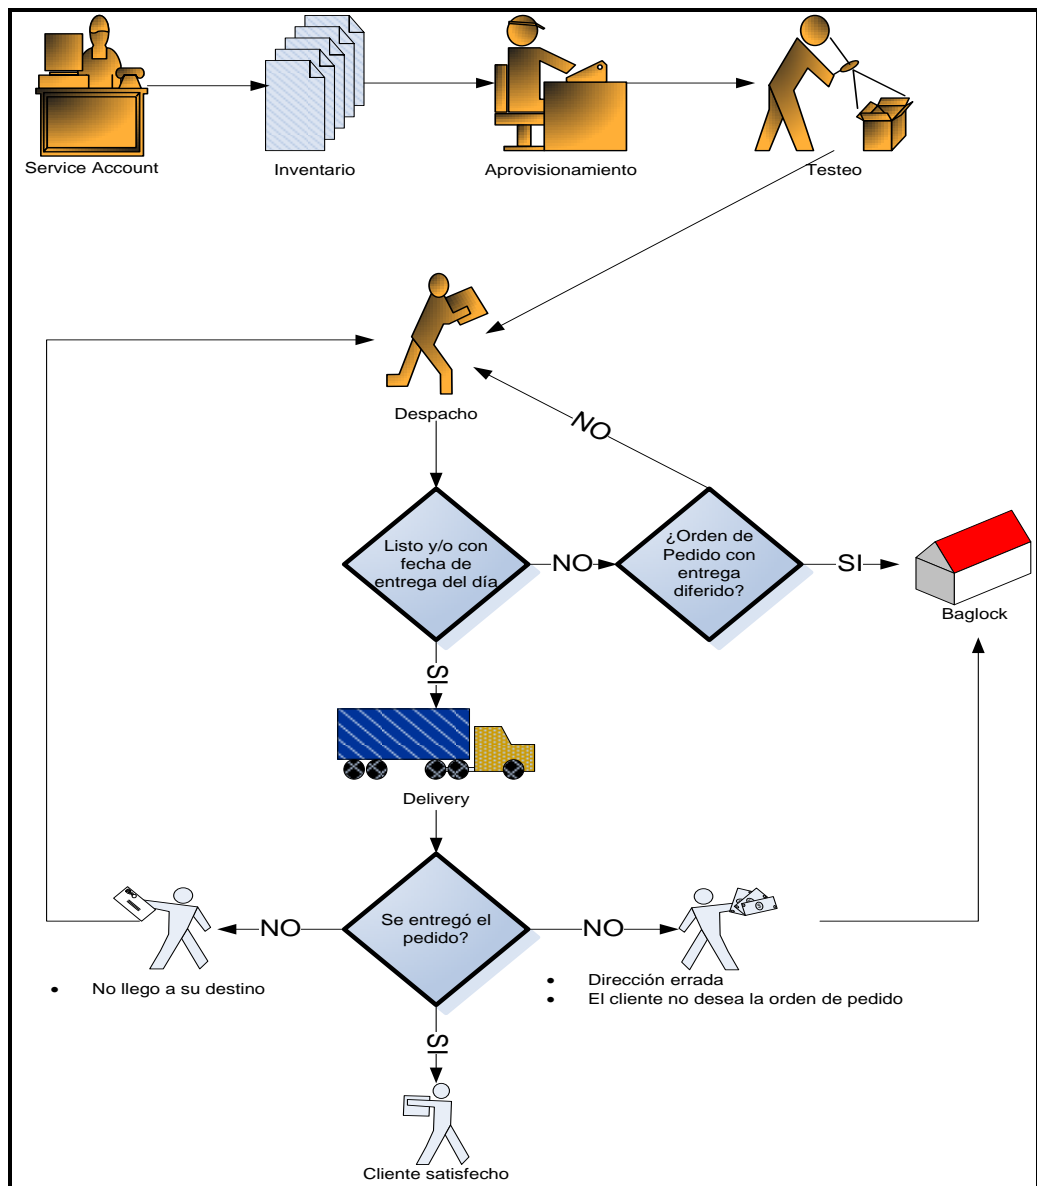 Service Account
Inventario
Aprovisionamiento
Testeo
Despacho
NO
Listo y/o con
fecha de
entrega del día
NO
¿Orden de
Pedido con
entrega
diferido?
SI
Baglock
SI
Delivery
Se entregó el
pedido?
NO
• No llego a su destino
NO
• Dirección errada
• El cliente no desea la orden de pedido
SI
Cliente satisfecho